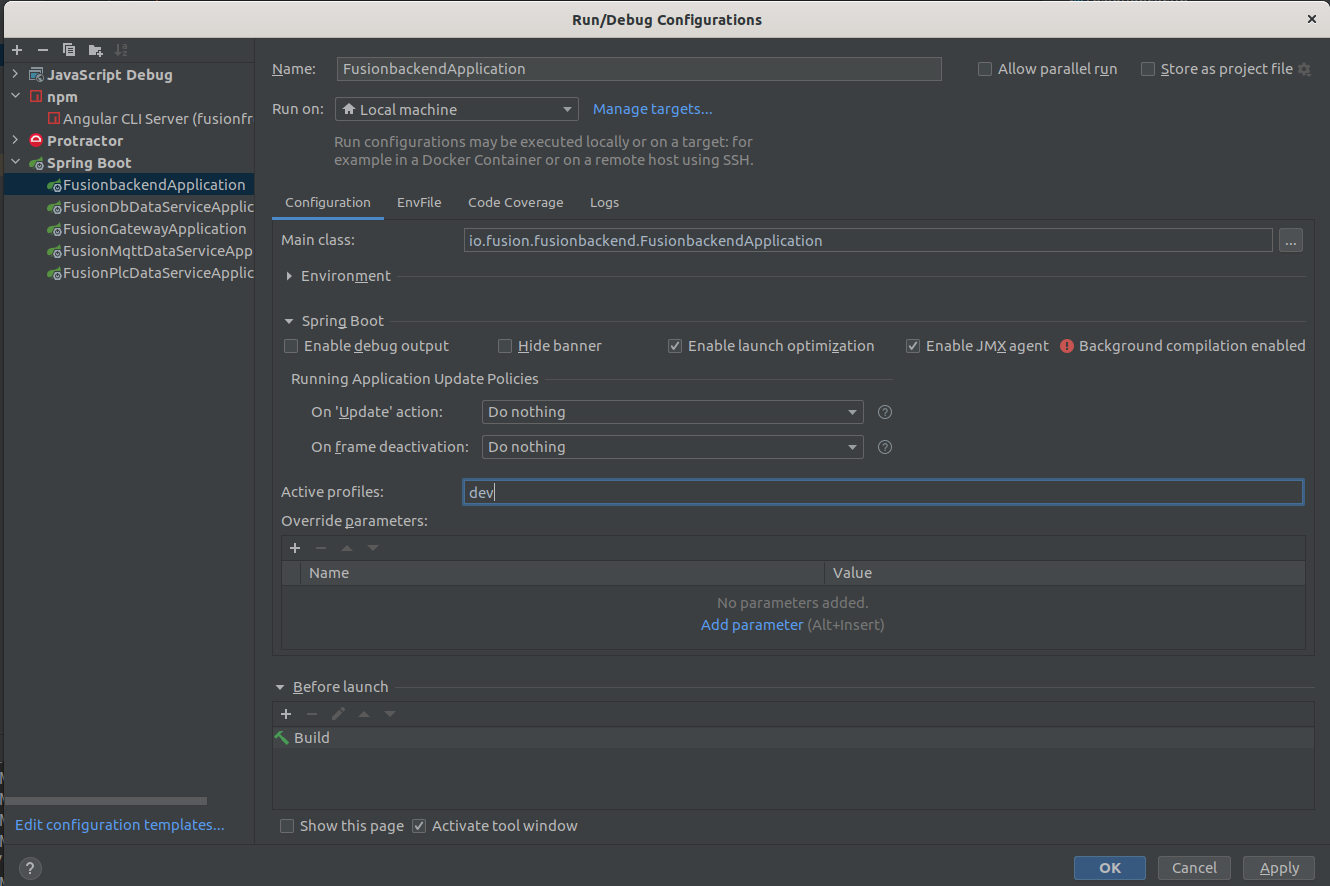 Run/Debug Configurations
JavaScript Debug
npm
Angular CLI Server (fusionfr
Protractor
Spring Boot
FusionbackendApplication
FusionDbDataServiceApplic
FusionGatewayApplication
FusionMqttDataServiceApp
FusionPlcDataServiceApplic
Edit configuration templates...
Name: FusionbackendApplication Allow parallel run Store as project file
Run on: Local machine Manage targets...
Run configurations may be executed locally or on a target: for
example in a Docker Container or on a remote host using SSH.
Configuration EnvFile Code Coverage Logs
Main class: io.fusion.fusionbackend.FusionbackendApplication ...
Environment
Spring Boot
Enable debug output Hide banner Enable launch optimization Enable JMX agent Background compilation enabled
Running Application Update Policies
On 'Update' action: Do nothing
On frame deactivation: Do nothing
Active profiles: dev
Override parameters:
Name Value
No parameters added.
Add parameter (Alt+Insert)
Before launch
Build
Show this page Activate tool window
OK Cancel Apply